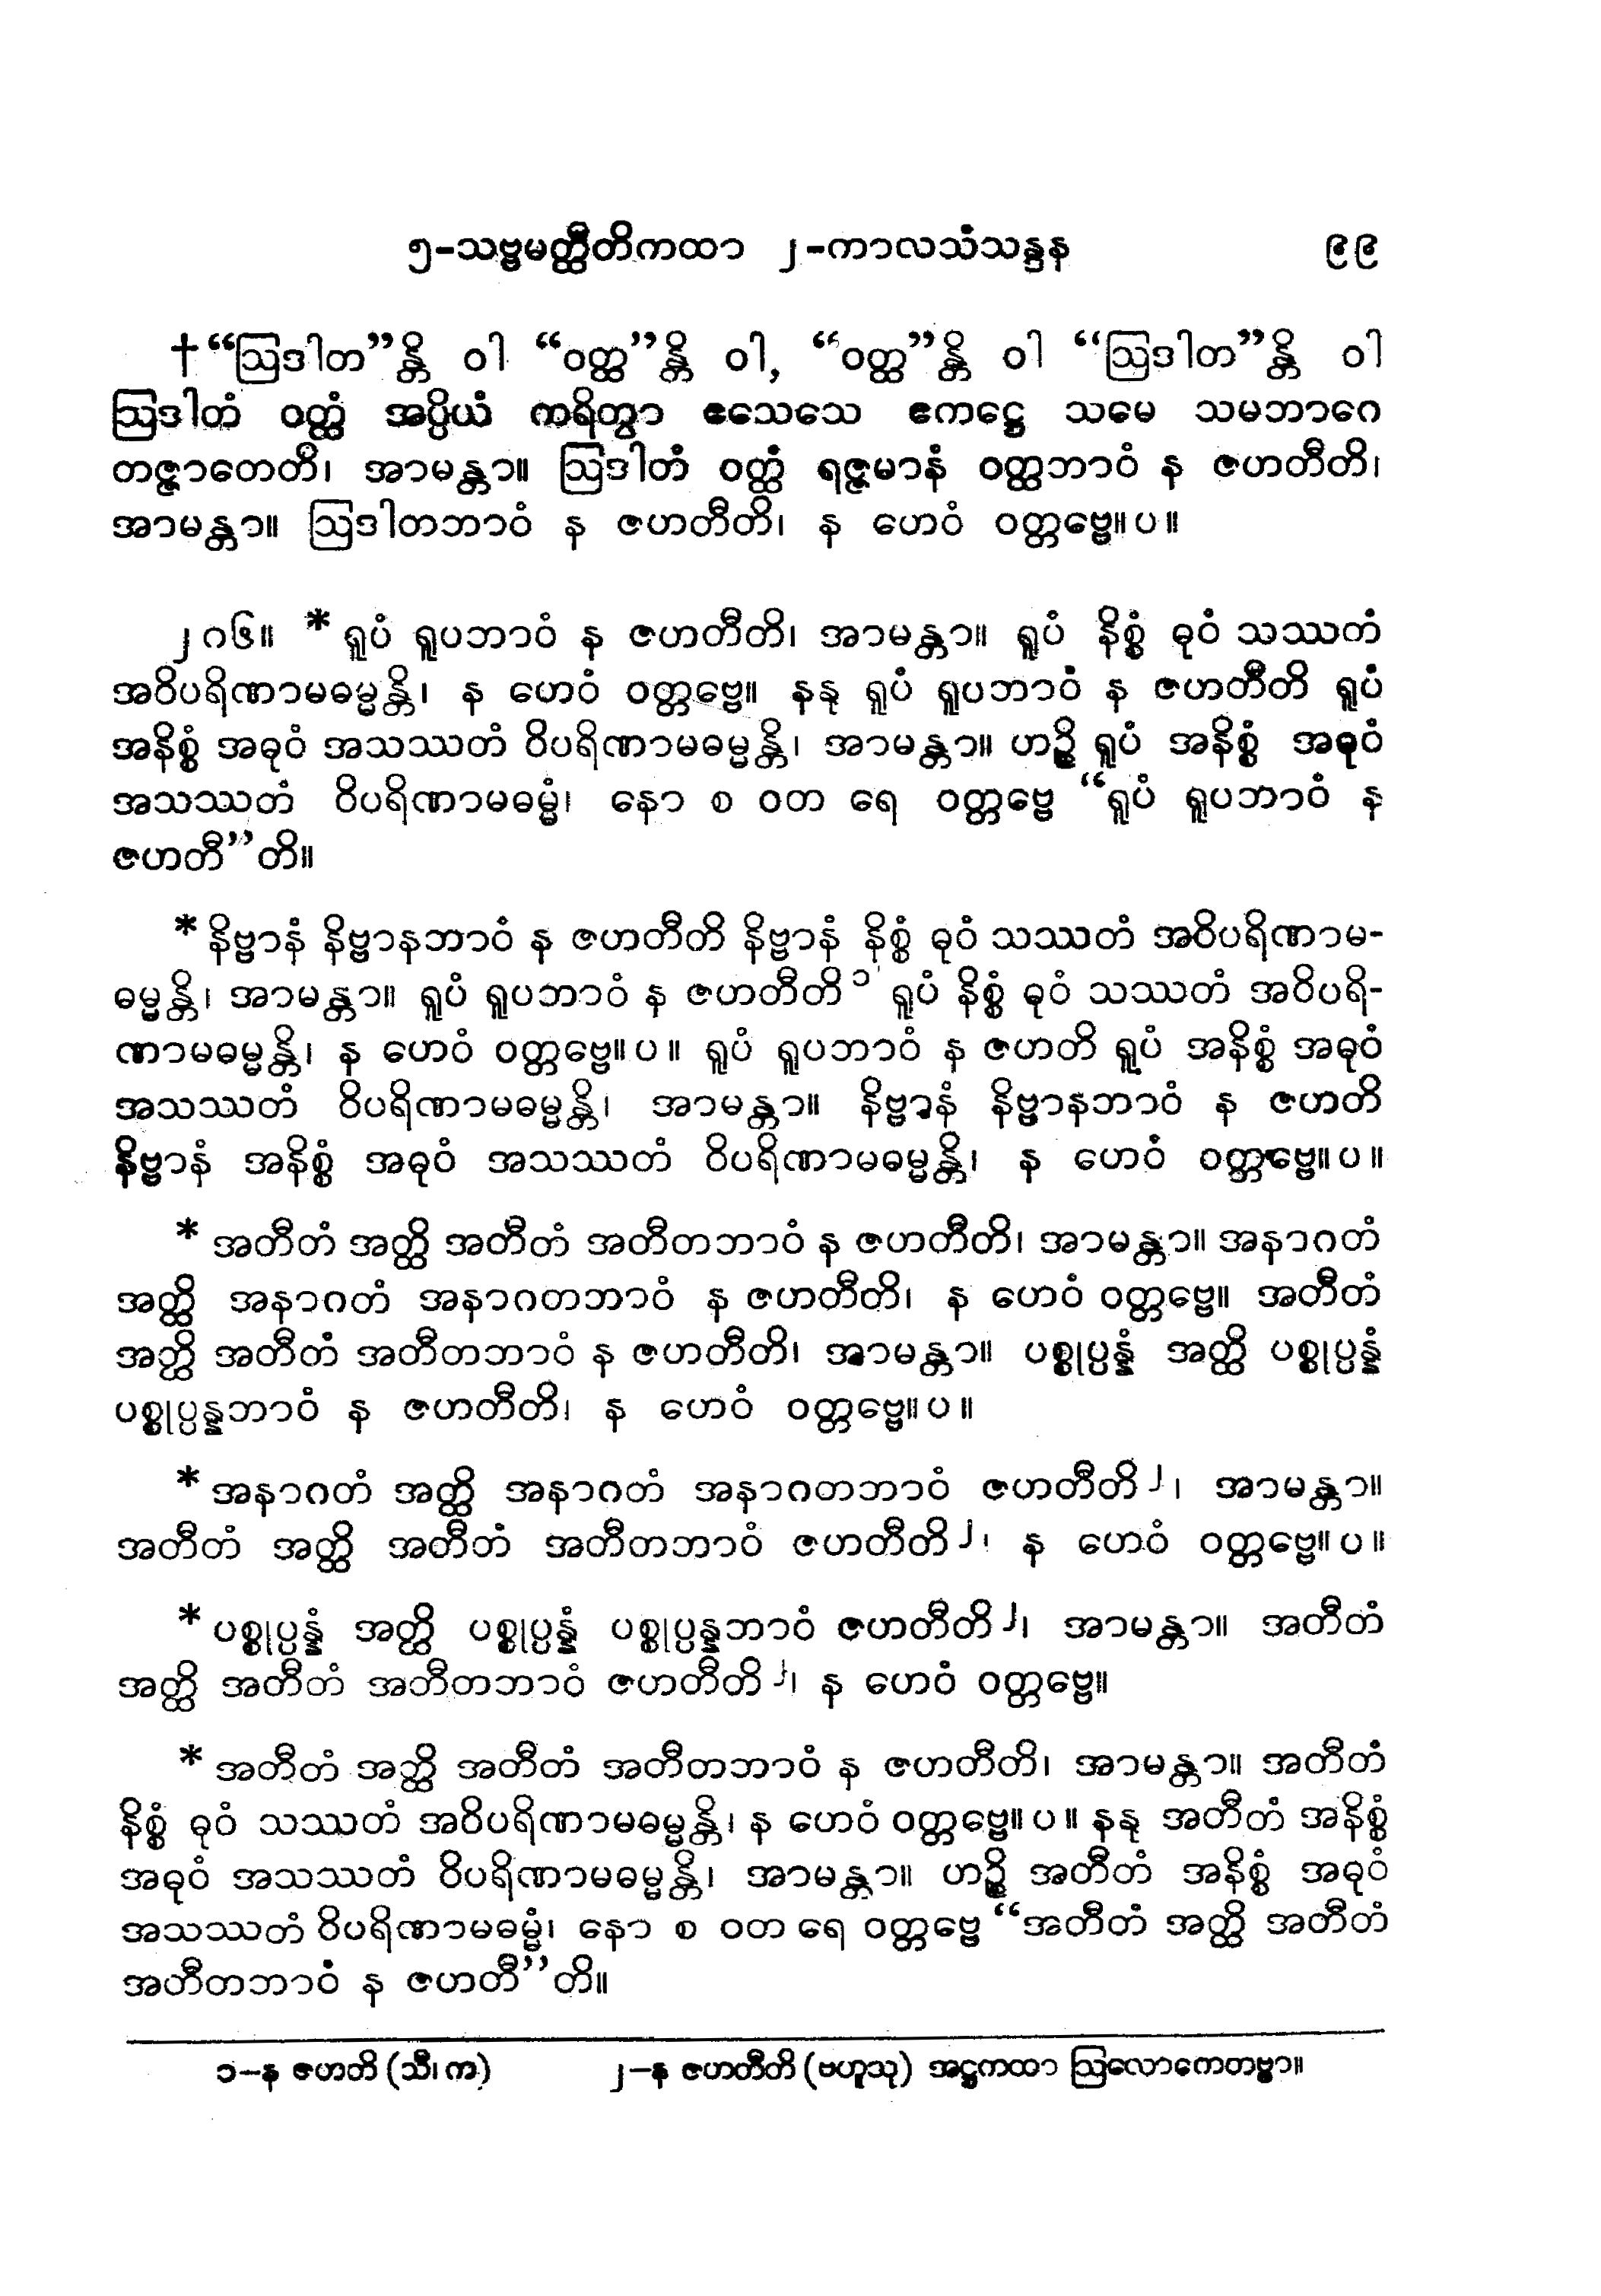 ၅-သဗ္ဗမတ္ထီတိကထာ ၂-ကာလသံသန္ဒန ၉၉
†“ဩဒါတ”န္တိ ဝါ “ဝတ္ထ”န္တိ ဝါ, “ဝတ္ထ”န္တိ ဝါ “ဩဒါတ”န္တိ ဝါ
ဩဒါတံ ဝတ္ထံ အပ္ပိယံ ကရိတွာ ဧသေသေ ဧကဋ္ဌေ သမေ သမဘာဂေ
တဇ္ဇာတေတိ၊ အာမန္တာ။ ဩဒါတံ ဝတ္ထံ ရဇ္ဇမာနံ ဝတ္ထဘာဝံ န ဇဟတီတိ၊
အာမန္တာ။ ဩဒါတဘာဝံ န ဇဟတီတိ၊ န ဟေဝံ ဝတ္တဗ္ဗေ။ပ။
၂၈၆။ * ရူပံ ရူပဘာဝံ န ဇဟတီတိ၊ အာမန္တာ။ ရူပံ နိစ္စံ ဓုဝံ သဿတံ
အဝိပရိဏာမဓမ္မန္တိ၊ န ဟေဝံ ဝတ္တဗ္ဗေ။ နနု ရူပံ ရူပဘာဝံ န ဇဟတီတိ ရူပံ
အနိစ္စံ အဓုဝံ အသဿတံ ဝိပရိဏာမဓမ္မန္တိ၊ အာမန္တာ။ ဟဉ္စိ ရူပံ အနိစ္စံ အဓုဝံ
အသဿတံ ဝိပရိဏာမဓမ္မံ၊ နော စ ဝတ ရေ ဝတ္တဗ္ဗေ “ရူပံ ရူပဘာဝံ န
ဇဟတီ”တိ။
* နိဗ္ဗာနံ နိဗ္ဗာနဘာဝံ န ဇဟတီတိ နိဗ္ဗာနံ နိစ္စံ ဓုဝံ သဿတံ အဝိပရိဏာမ-
ဓမ္မန္တိ၊ အာမန္တာ။ ရူပံ ရူပဘာဝံ န ဇဟတီတိ ၁ ရူပံ နိစ္စံ ဓုဝံ သဿတံ အဝိပရိ-
ဏာမဓမ္မန္တိ၊ န ဟေဝံ ဝတ္တဗ္ဗေ။ပ။ ရူပံ ရူပဘာဝံ န ဇဟတိ ရူပံ အနိစ္စံ အဓုဝံ
အသဿတံ ဝိပရိဏာမဓမ္မန္တိ၊ အာမန္တာ။ နိဗ္ဗာနံ နိဗ္ဗာနဘာဝံ န ဇဟတိ
နိဗ္ဗာနံ အနိစ္စံ အဓုဝံ အသဿတံ ဝိပရိဏာမဓမ္မန္တိ၊ န ဟေဝံ ဝတ္တဗ္ဗေ။ပ။
* အတီတံ အတ္ထိ အတီတံ အတီတဘာဝံ န ဇဟတီတိ၊ အာမန္တာ။ အနာဂတံ
အတ္ထိ အနာဂတံ အနာဂတဘာဝံ န ဇဟတီတိ၊ န ဟေဝံ ဝတ္တဗ္ဗေ။ အတီတံ
အတ္ထိ အတီတံ အတီတဘာဝံ န ဇဟတီတိ၊ အာမန္တာ။ ပစ္စုပ္ပန္နံ အတ္ထိ ပစ္စုပ္ပန္နံ
ပစ္စုပ္ပန္နဘာဝံ န ဇဟတီတိ၊ န ဟေဝံ ဝတ္တဗ္ဗေ။ပ။
* အနာဂတံ အတ္ထိ အနာဂတံ အနာဂတဘာဝံ ဇဟတီတိ ၂၊ အာမန္တာ။
အတီတံ အတ္ထိ အတီတံ အတီတဘာဝံ ဇဟတီတိ ၂၊ န ဟေဝံ ဝတ္တဗ္ဗေ။ပ။
* ပစ္စုပ္ပန္နံ အတ္ထိ ပစ္စုပ္ပန္နံ ပစ္စုပ္ပန္နဘာဝံ ဇဟတီတိ ၂၊ အာမန္တာ။ အတီတံ
အတ္ထိ အတီတံ အတီတဘာဝံ ဇဟတီတိ ၂၊ န ဟေဝံ ဝတ္တဗ္ဗေ။
* အတီတံ အတ္ထိ အတီတံ အတီတဘာဝံ န ဇဟတီတိ၊ အာမန္တာ။ အတီတံ
နိစ္စံ ဓုဝံ သဿတံ အဝိပရိဏာမဓမ္မန္တိ၊ န ဟေဝံ ဝတ္တဗ္ဗေ။ပ။ နနု အတီတံ အနိစ္စံ
အဓုဝံ အသဿတံ ဝိပရိဏာမဓမ္မန္တိ၊ အာမန္တာ။ ဟဉ္စိ အတီတံ အနိစ္စံ အဓုဝံ
အသဿတံ ဝိပရိဏာမဓမ္မံ၊ နော စ ဝတ ရေ ဝတ္တဗ္ဗေ “အတီတံ အတ္ထိ အတီတံ
အတီတဘာဝံ န ဇဟတီ”တိ။
၁-န ဇဟတိ (သီ၊ က) ၂-န ဇဟတီတိ (ဗဟူသု) အဋ္ဌကထာ ဩလောကေတဗ္ဗာ။